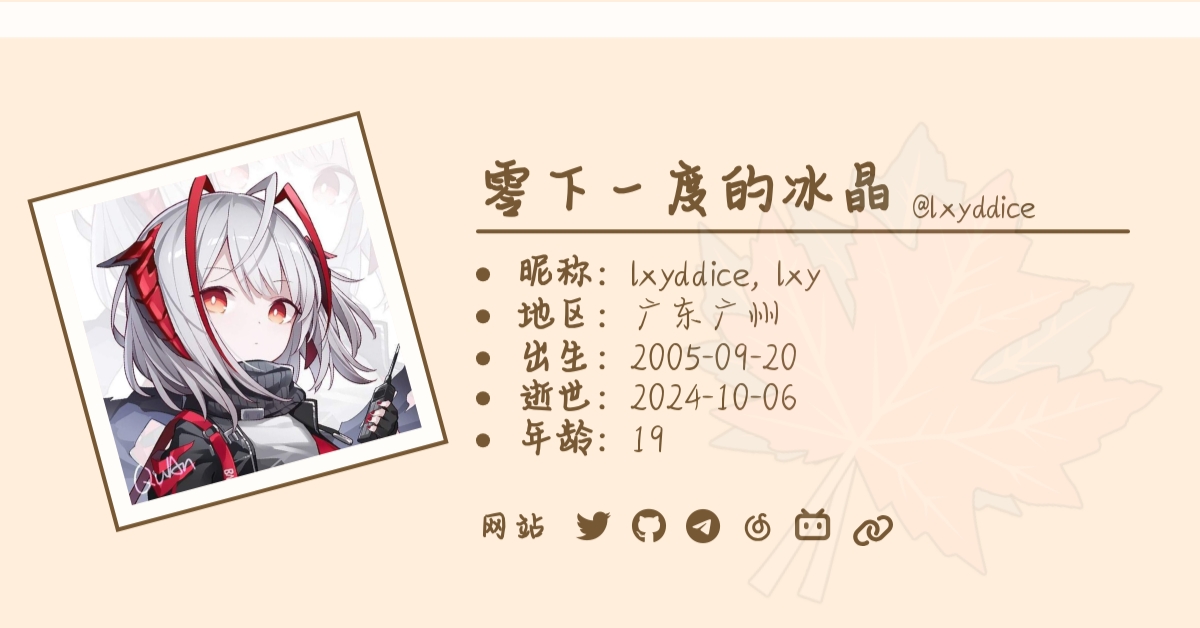 零下一度的冰晶 @lxyddice
昵称：lxyddice, lxy
地区：广东广州
出生：2005-09-20
逝世：2024-10-06
年龄：19
网站
QuAn